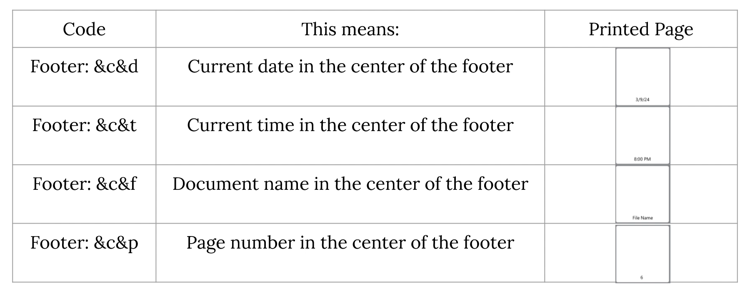 Code This means: Printed Page
Footer: &c&d Current date in the center of the footer
3/9/24
Footer: &c&t Current time in the center of the footer
8:00 PM
Footer: &c&f Document name in the center of the footer
File Name
Footer: &c&p Page number in the center of the footer